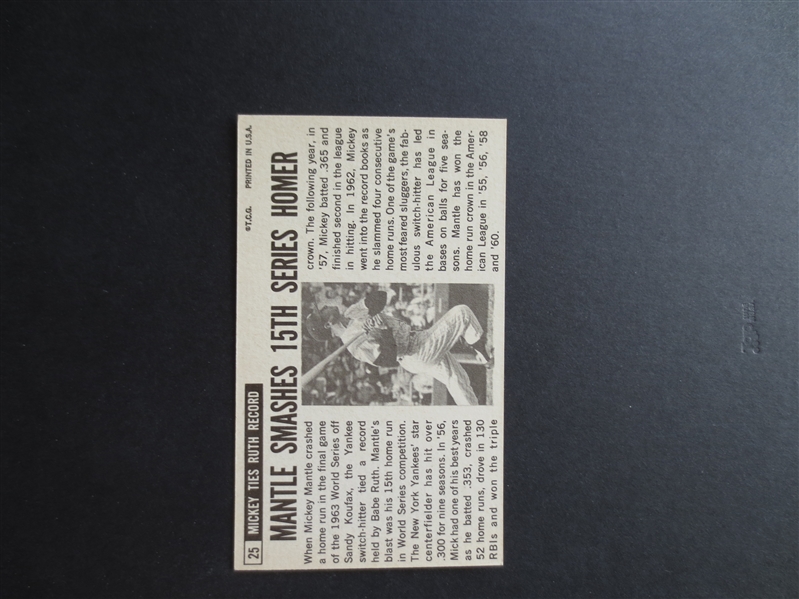 25 MICKEY TIES RUTH RECORD
©T.C.G. PRINTED IN U.S.A.
MANTLE SMASHES 15TH SERIES HOMER
When Mickey Mantle crashed
a home run in the final game
of the 1963 World Series off
Sandy Koufax, the Yankee
switch-hitter tied a record
held by Babe Ruth. Mantle's
blast was his 15th home run
in World Series competition.
The New York Yankees' star
centerfielder has hit over
.300 for nine seasons. In '56,
Mick had one of his best years
as he batted .353, crashed
52 home runs, drove in 130
RBIs and won the triple
crown. The following year, in
'57, Mickey batted .365 and
finished second in the league
in hitting. In 1962, Mickey
went into the record books as
he slammed four consecutive
home runs. One of the game's
most feared sluggers, the fab-
ulous switch-hitter has led
the American League in
bases on balls for five sea-
sons. Mantle has won the
home run crown in the Amer-
ican League in '55, '56, '58
and '60.